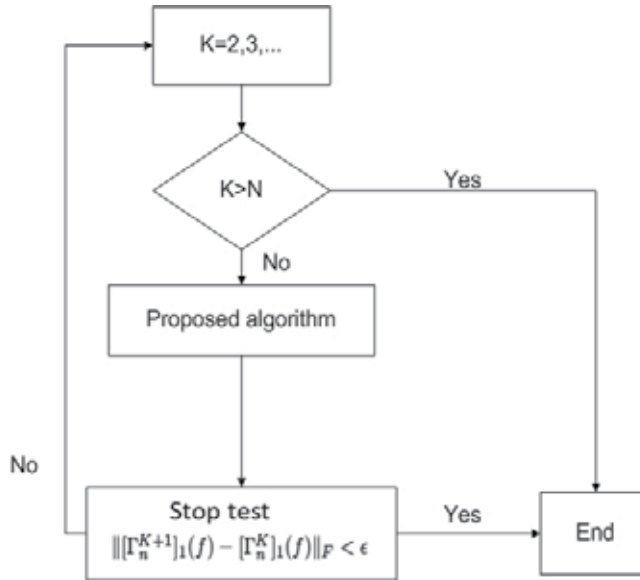 K=2,3,...
K>N
Yes
No
Proposed algorithm
No
Stop test
‖[Γ_n^{K+1}]_1(f) − [Γ_n^K]_1(f)‖_F < ϵ
Yes
End